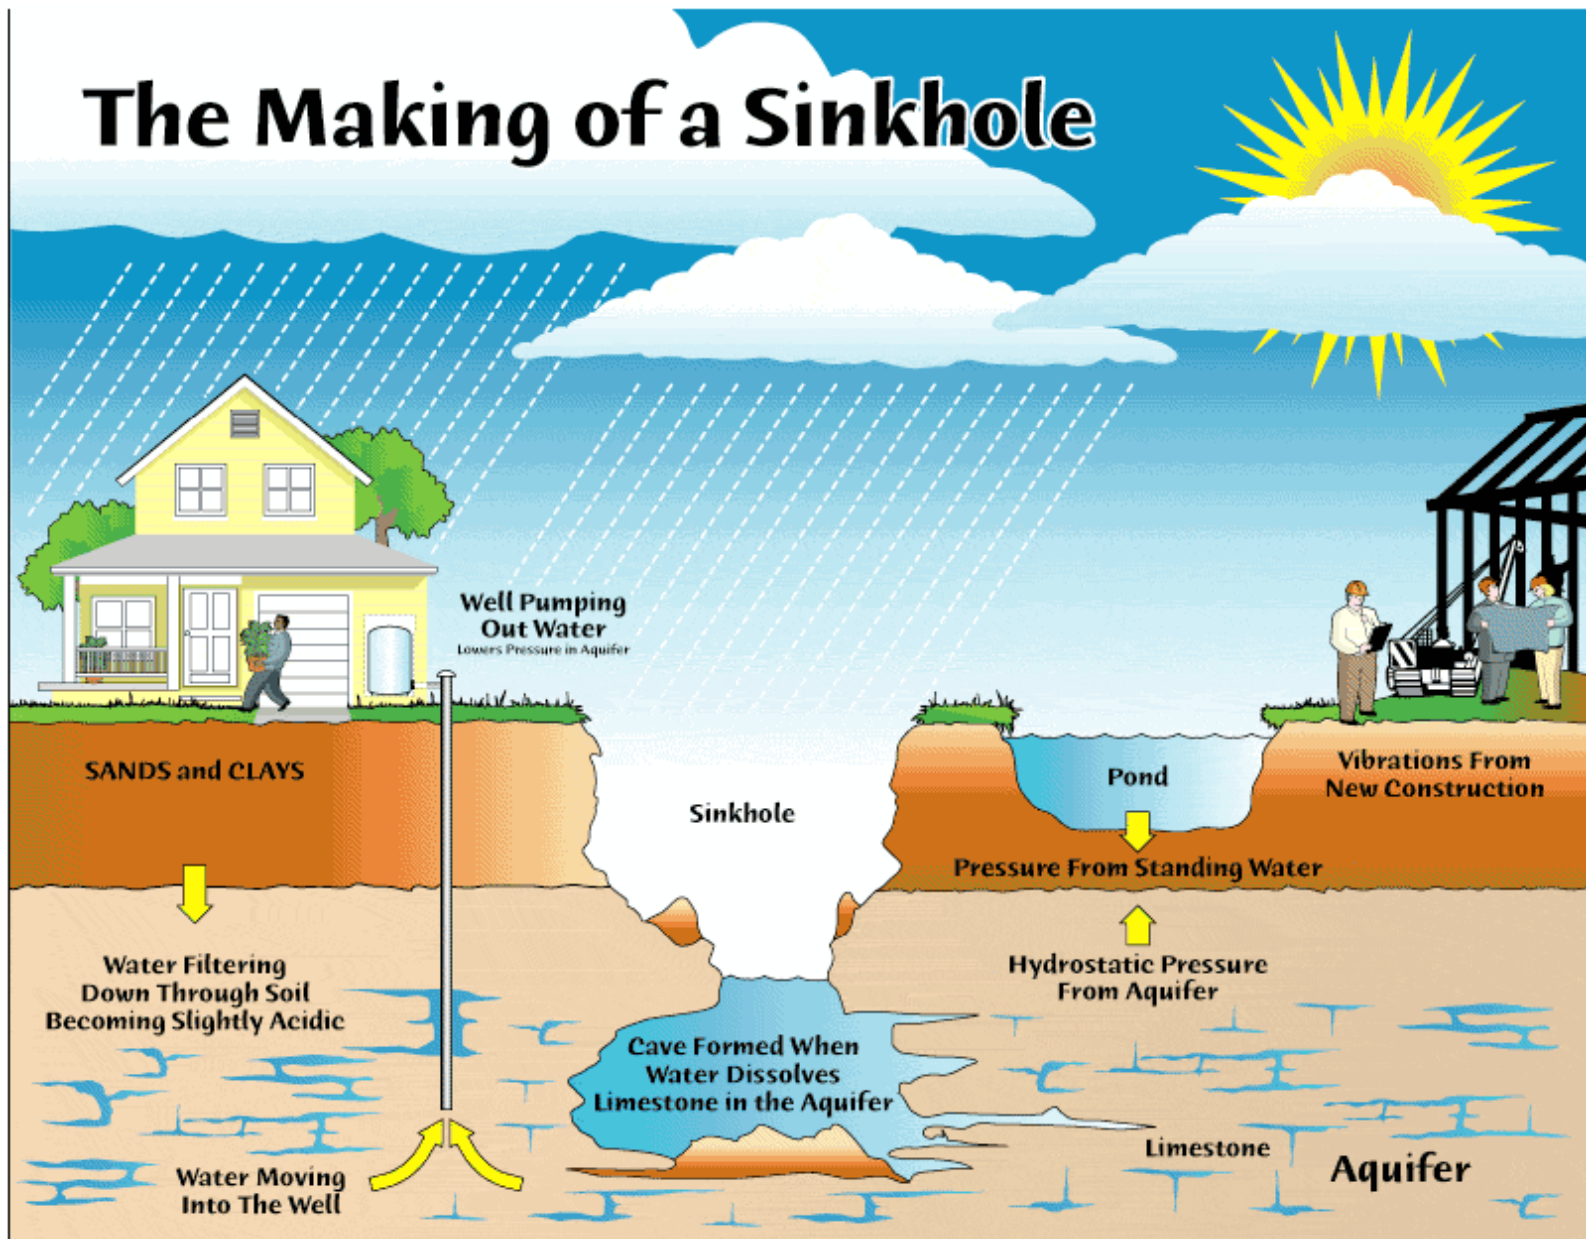 The Making of a Sinkhole
Well Pumping
Out Water
Lowers Pressure in Aquifer
SANDS and CLAYS
Sinkhole
Pond
Vibrations From
New Construction
Pressure From Standing Water
Water Filtering
Down Through Soil
Becoming Slightly Acidic
Hydrostatic Pressure
From Aquifer
Cave Formed When
Water Dissolves
Limestone in the Aquifer
Limestone
Aquifer
Water Moving
Into The Well